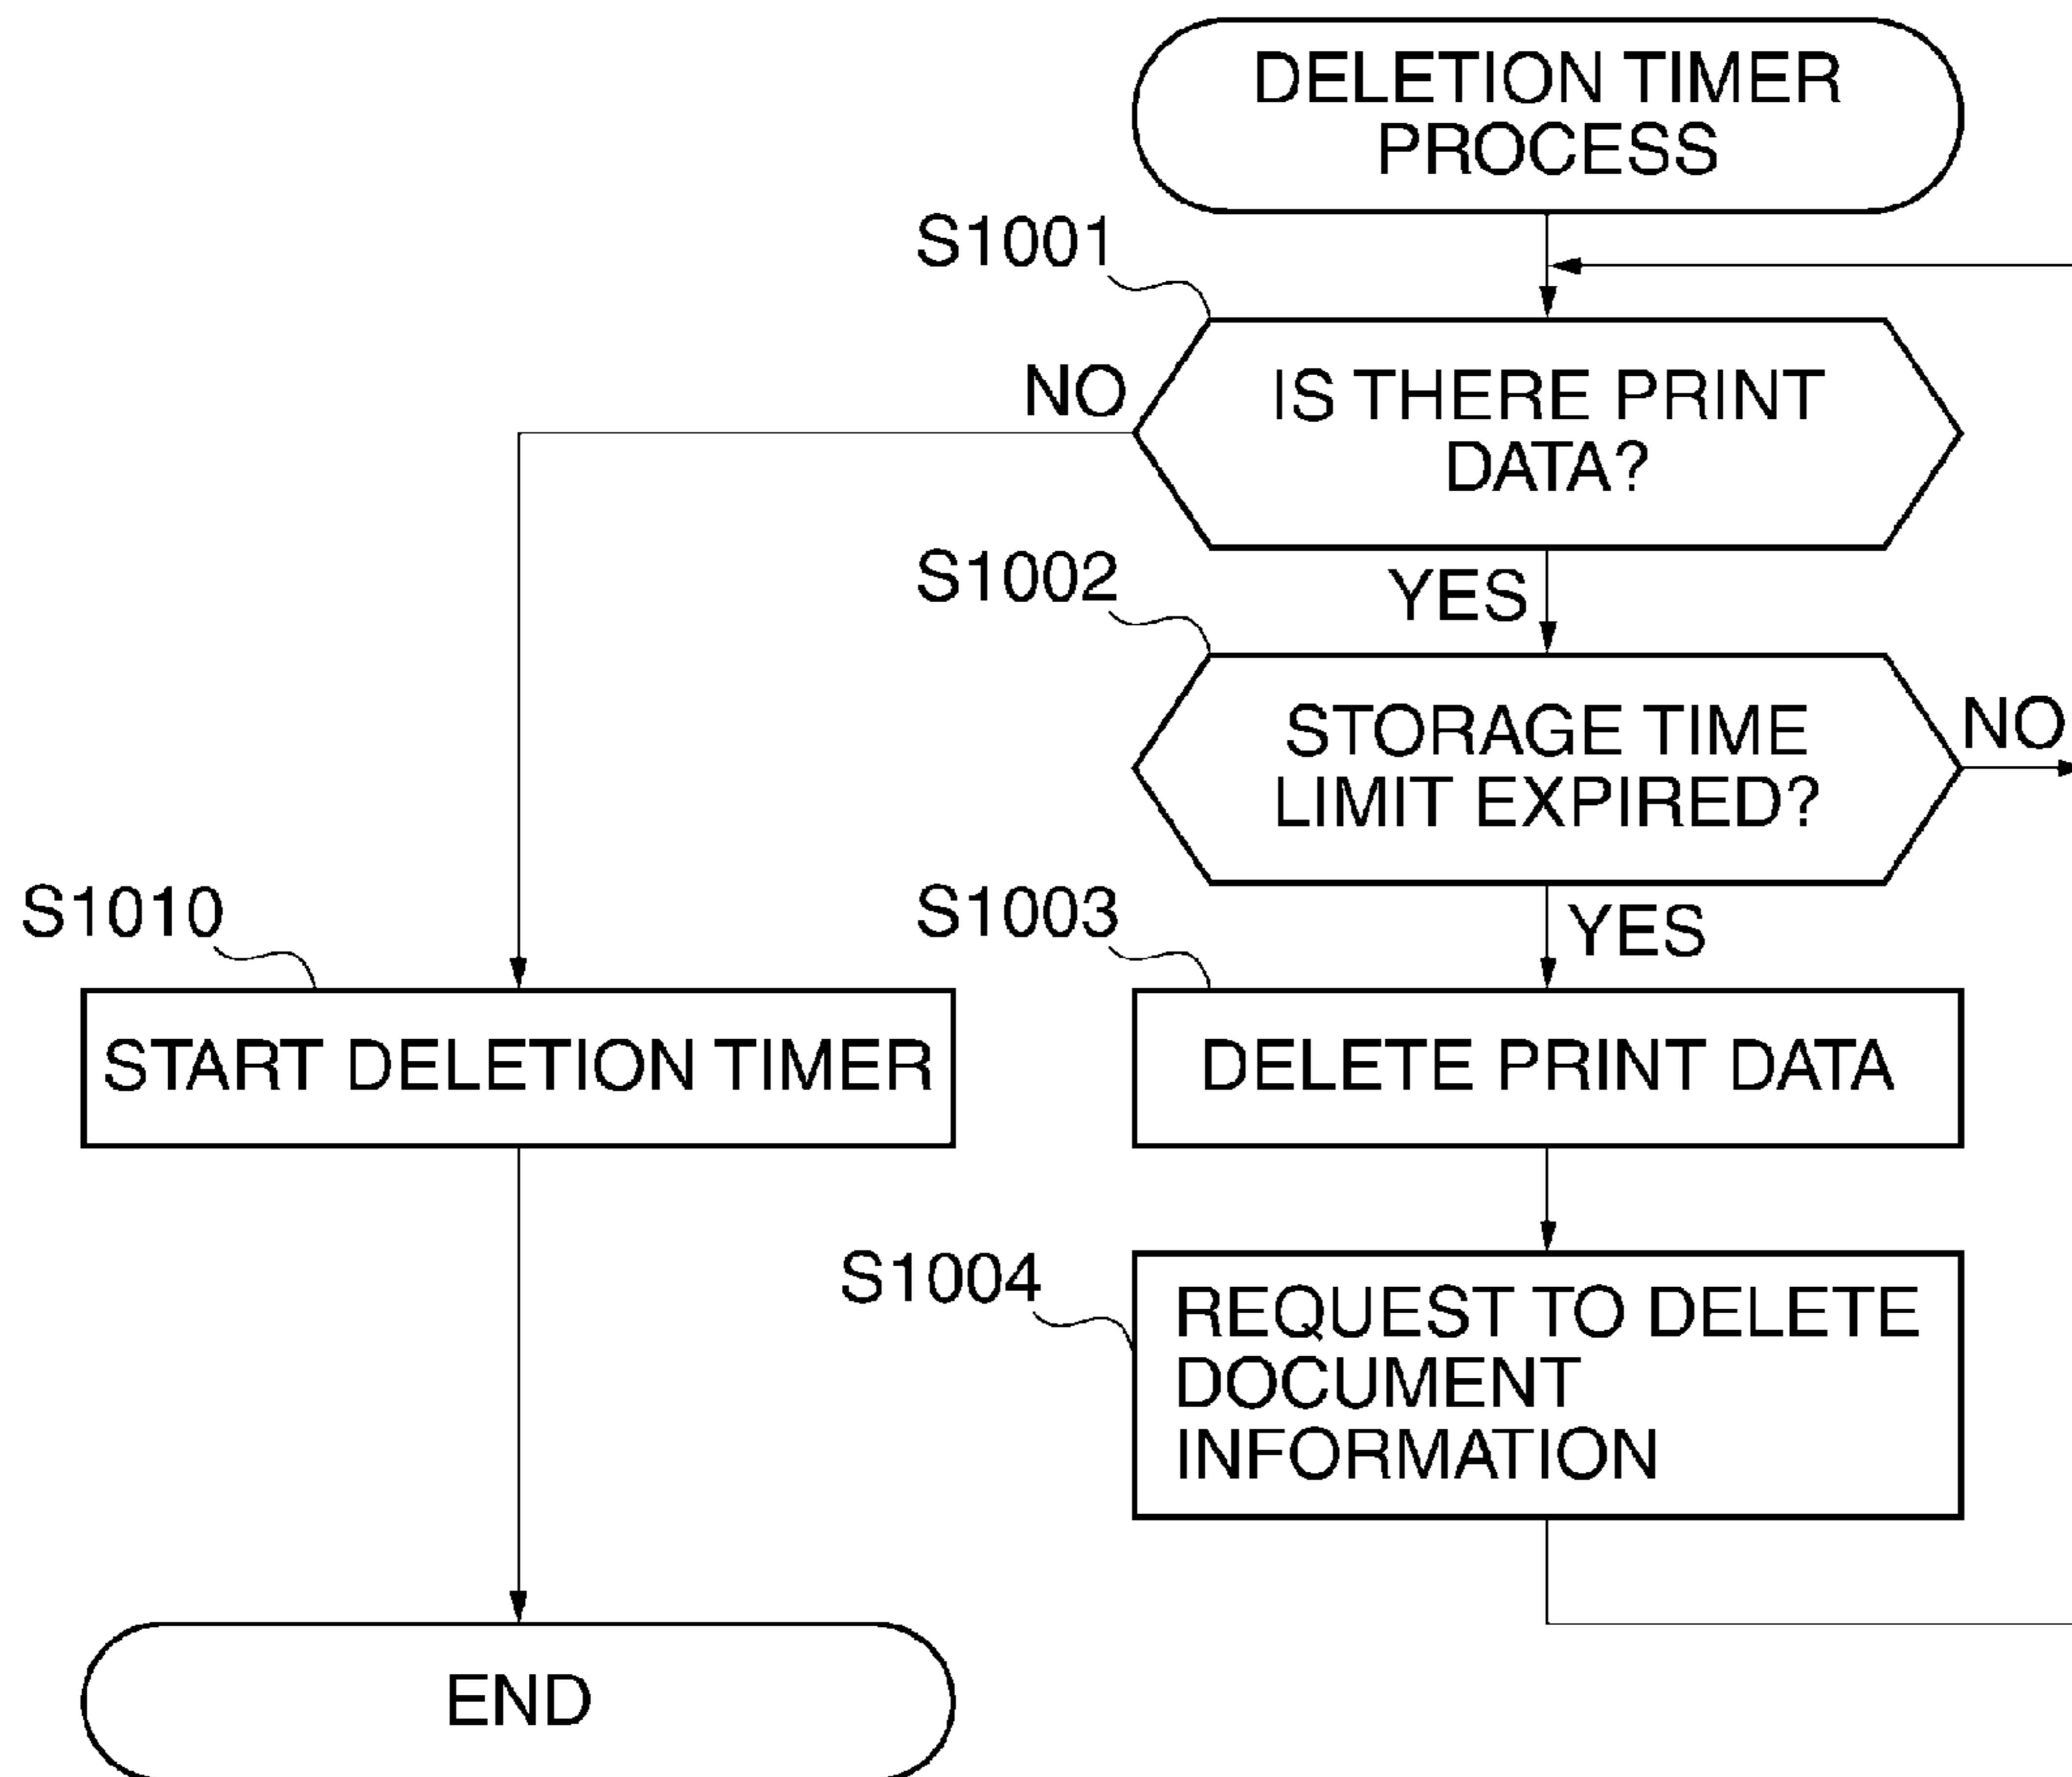 DELETION TIMER
PROCESS
S1001
NO
IS THERE PRINT
DATA?
S1002
YES
STORAGE TIME
LIMIT EXPIRED?
NO
S1010
S1003
YES
START DELETION TIMER
DELETE PRINT DATA
S1004
REQUEST TO DELETE
DOCUMENT
INFORMATION
END